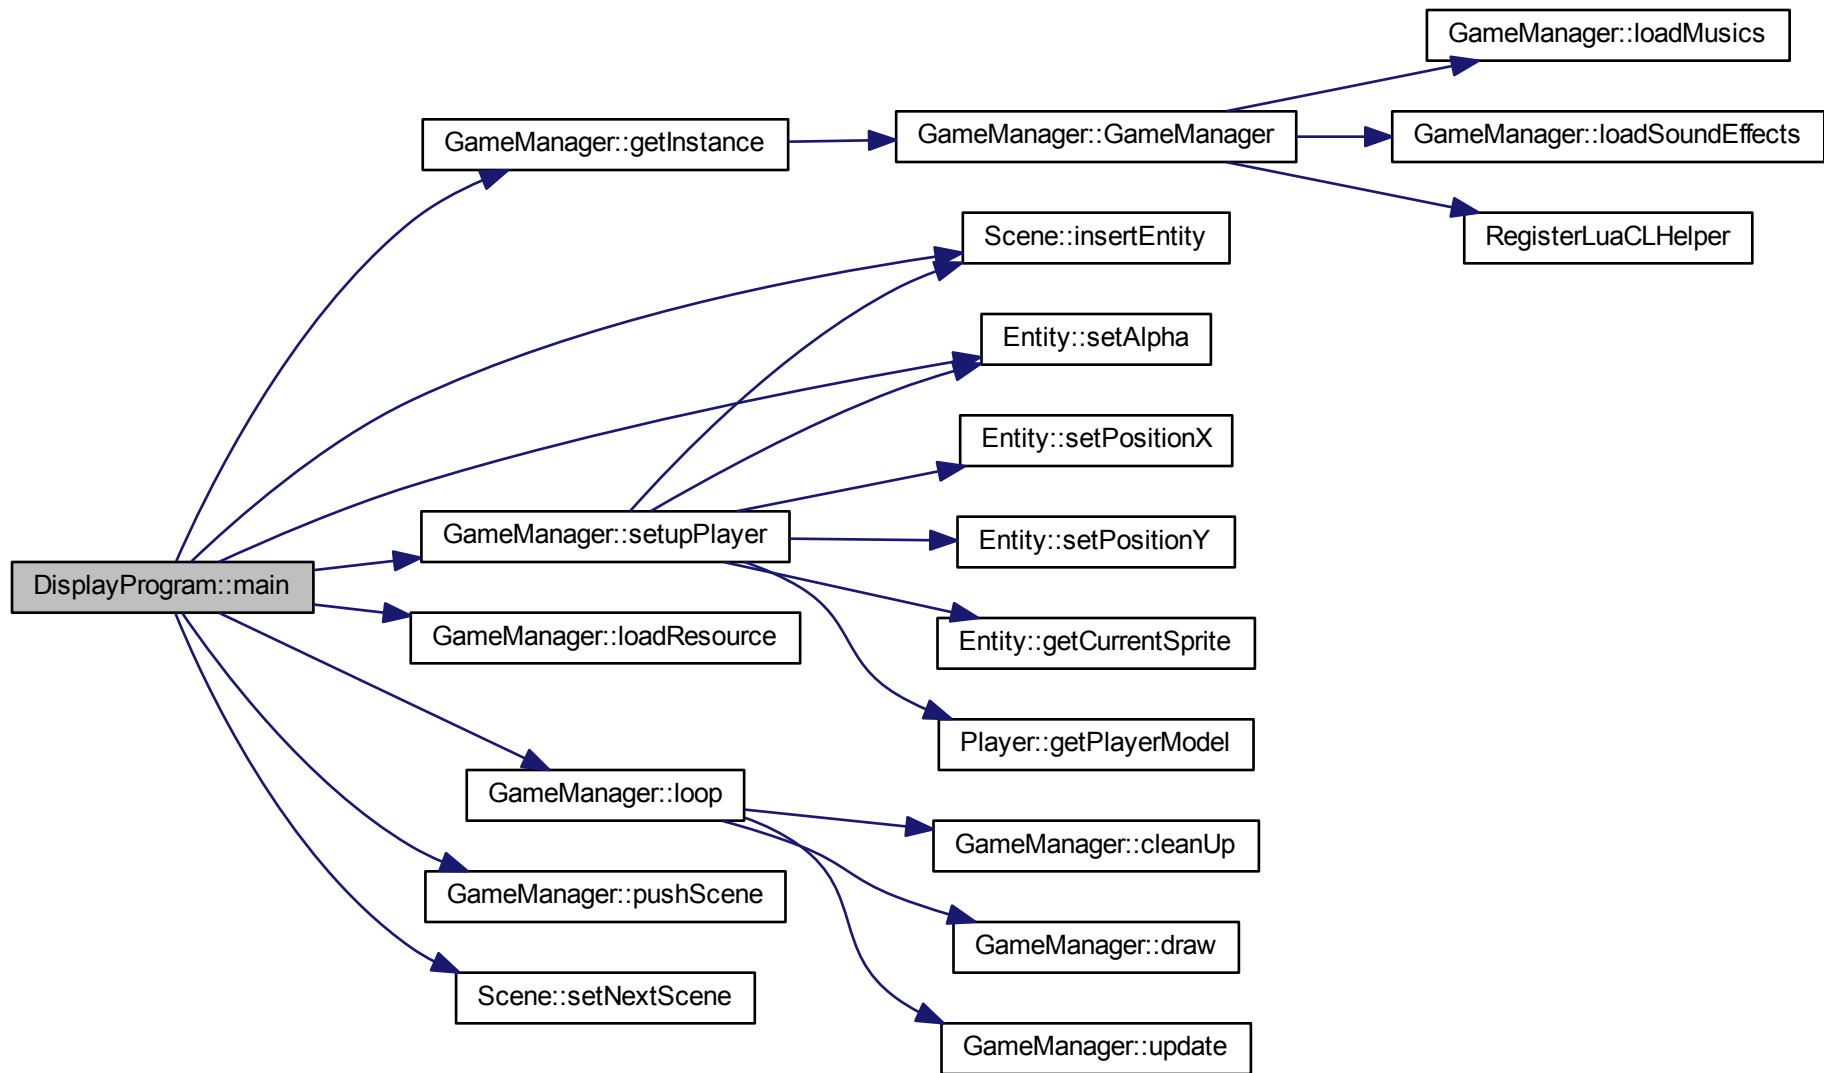 GameManager::loadMusics
GameManager::getInstance
GameManager::GameManager
GameManager::loadSoundEffects
Scene::insertEntity
RegisterLuaCLHelper
Entity::setAlpha
Entity::setPositionX
GameManager::setupPlayer
Entity::setPositionY
DisplayProgram::main
GameManager::loadResource
Entity::getCurrentSprite
Player::getPlayerModel
GameManager::loop
GameManager::cleanUp
GameManager::pushScene
GameManager::draw
Scene::setNextScene
GameManager::update